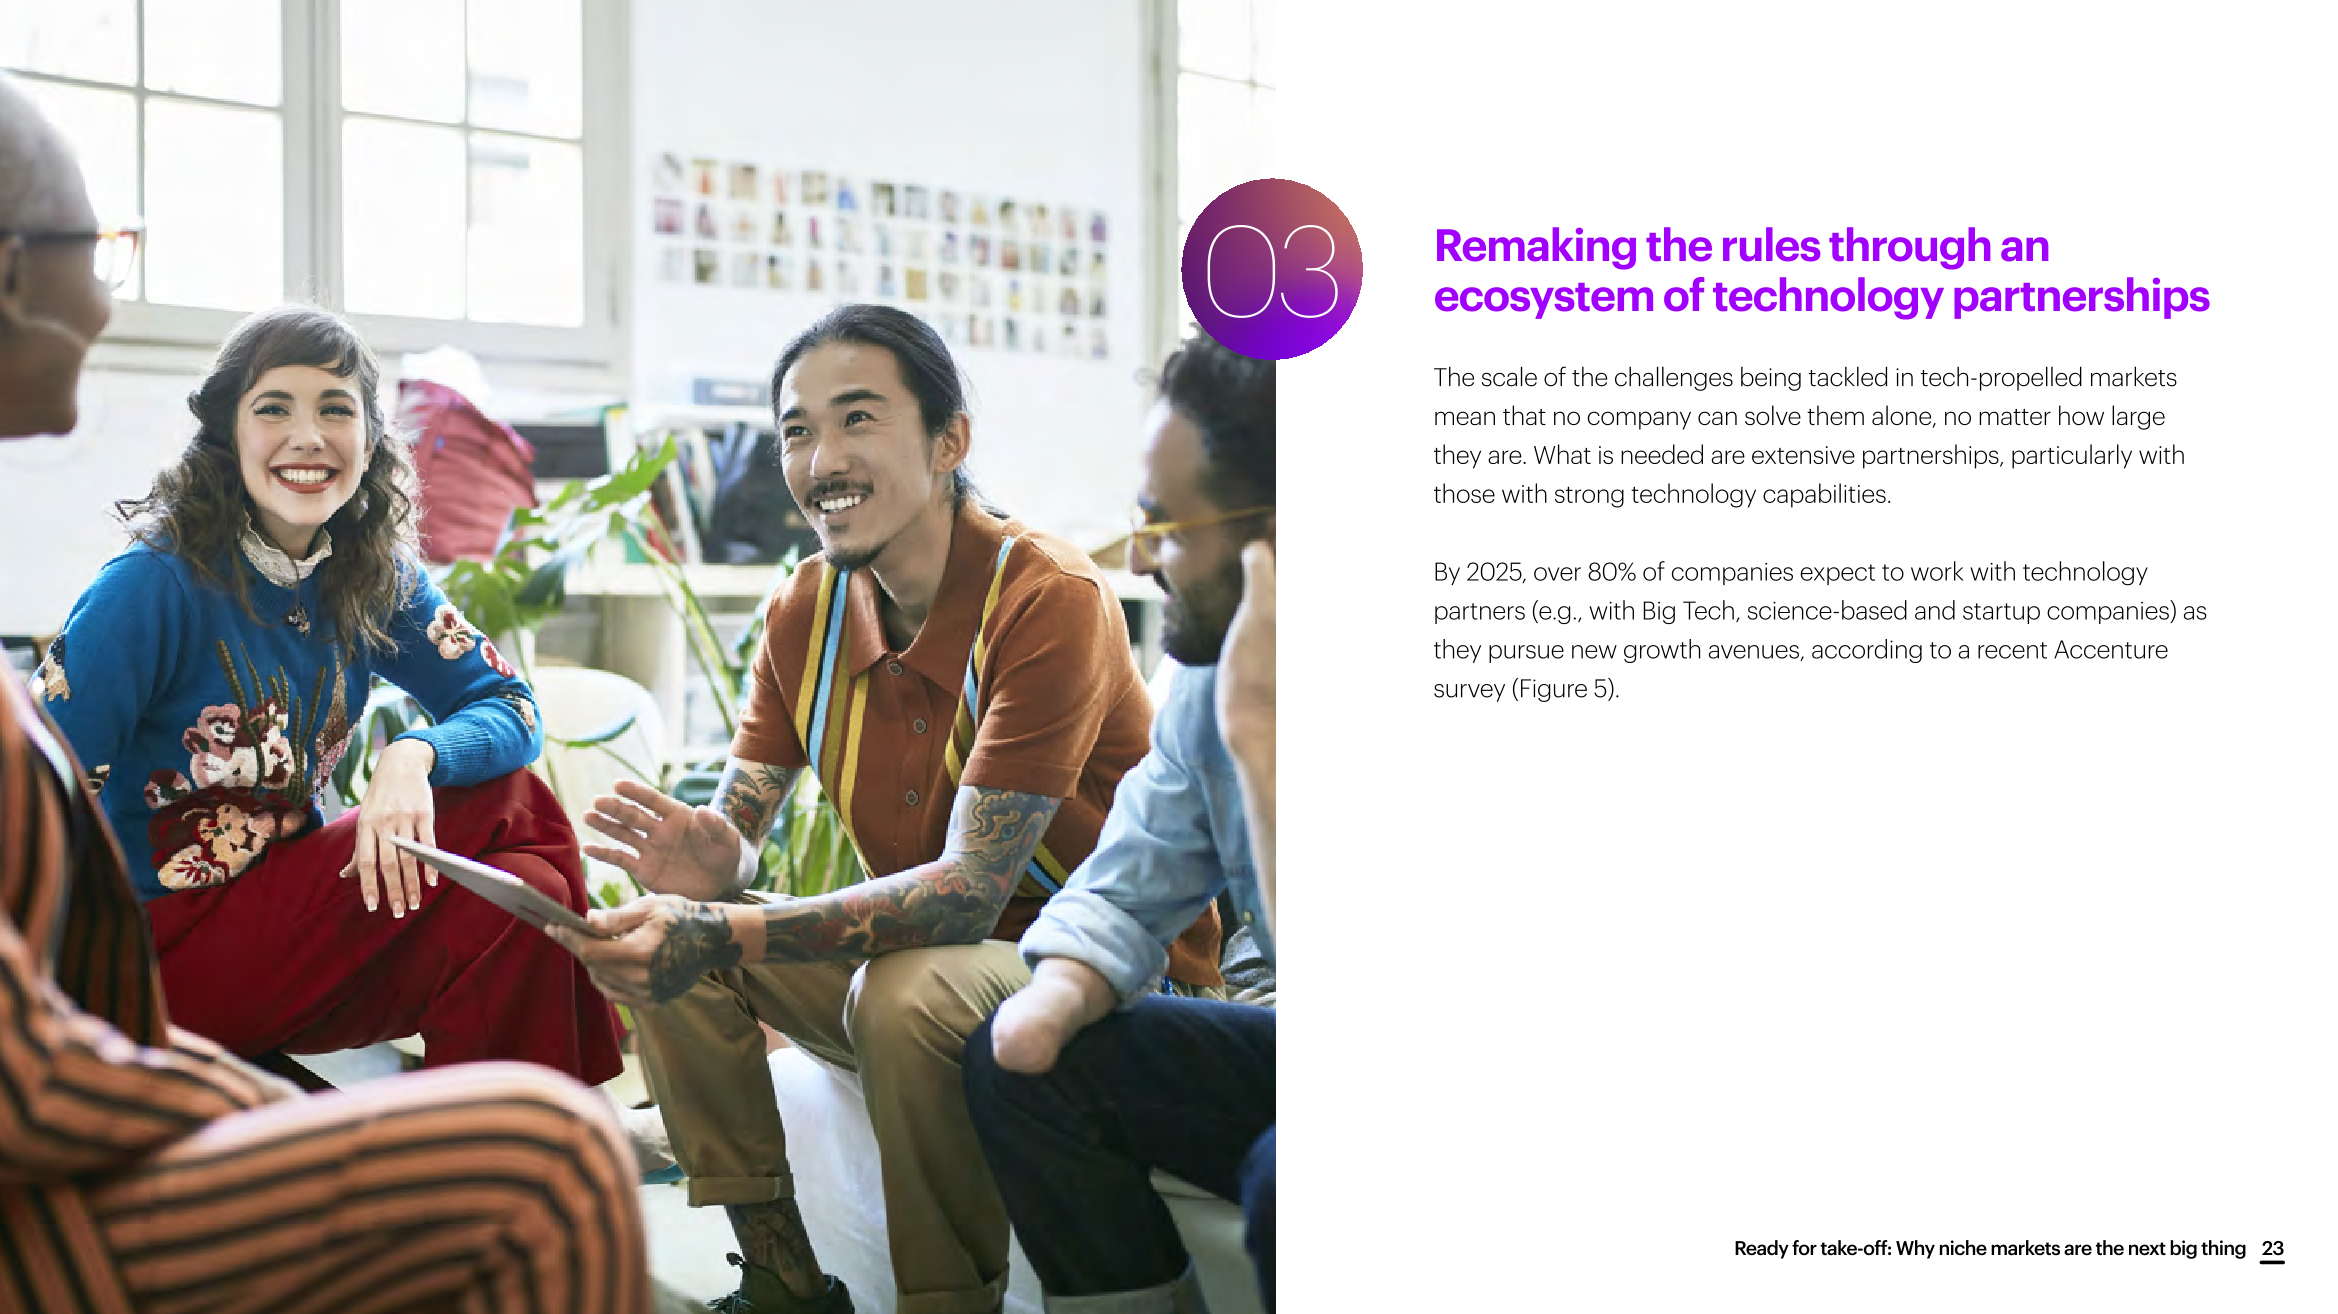 03
Remaking the rules through an
ecosystem of technology partnerships
The scale of the challenges being tackled in tech-propelled markets
mean that no company can solve them alone, no matter how large
they are. What is needed are extensive partnerships, particularly with
those with strong technology capabilities.
By 2025, over 80% of companies expect to work with technology
partners (e.g., with Big Tech, science-based and startup companies) as
they pursue new growth avenues, according to a recent Accenture
survey (Figure 5).
Ready for take-off: Why niche markets are the next big thing 23